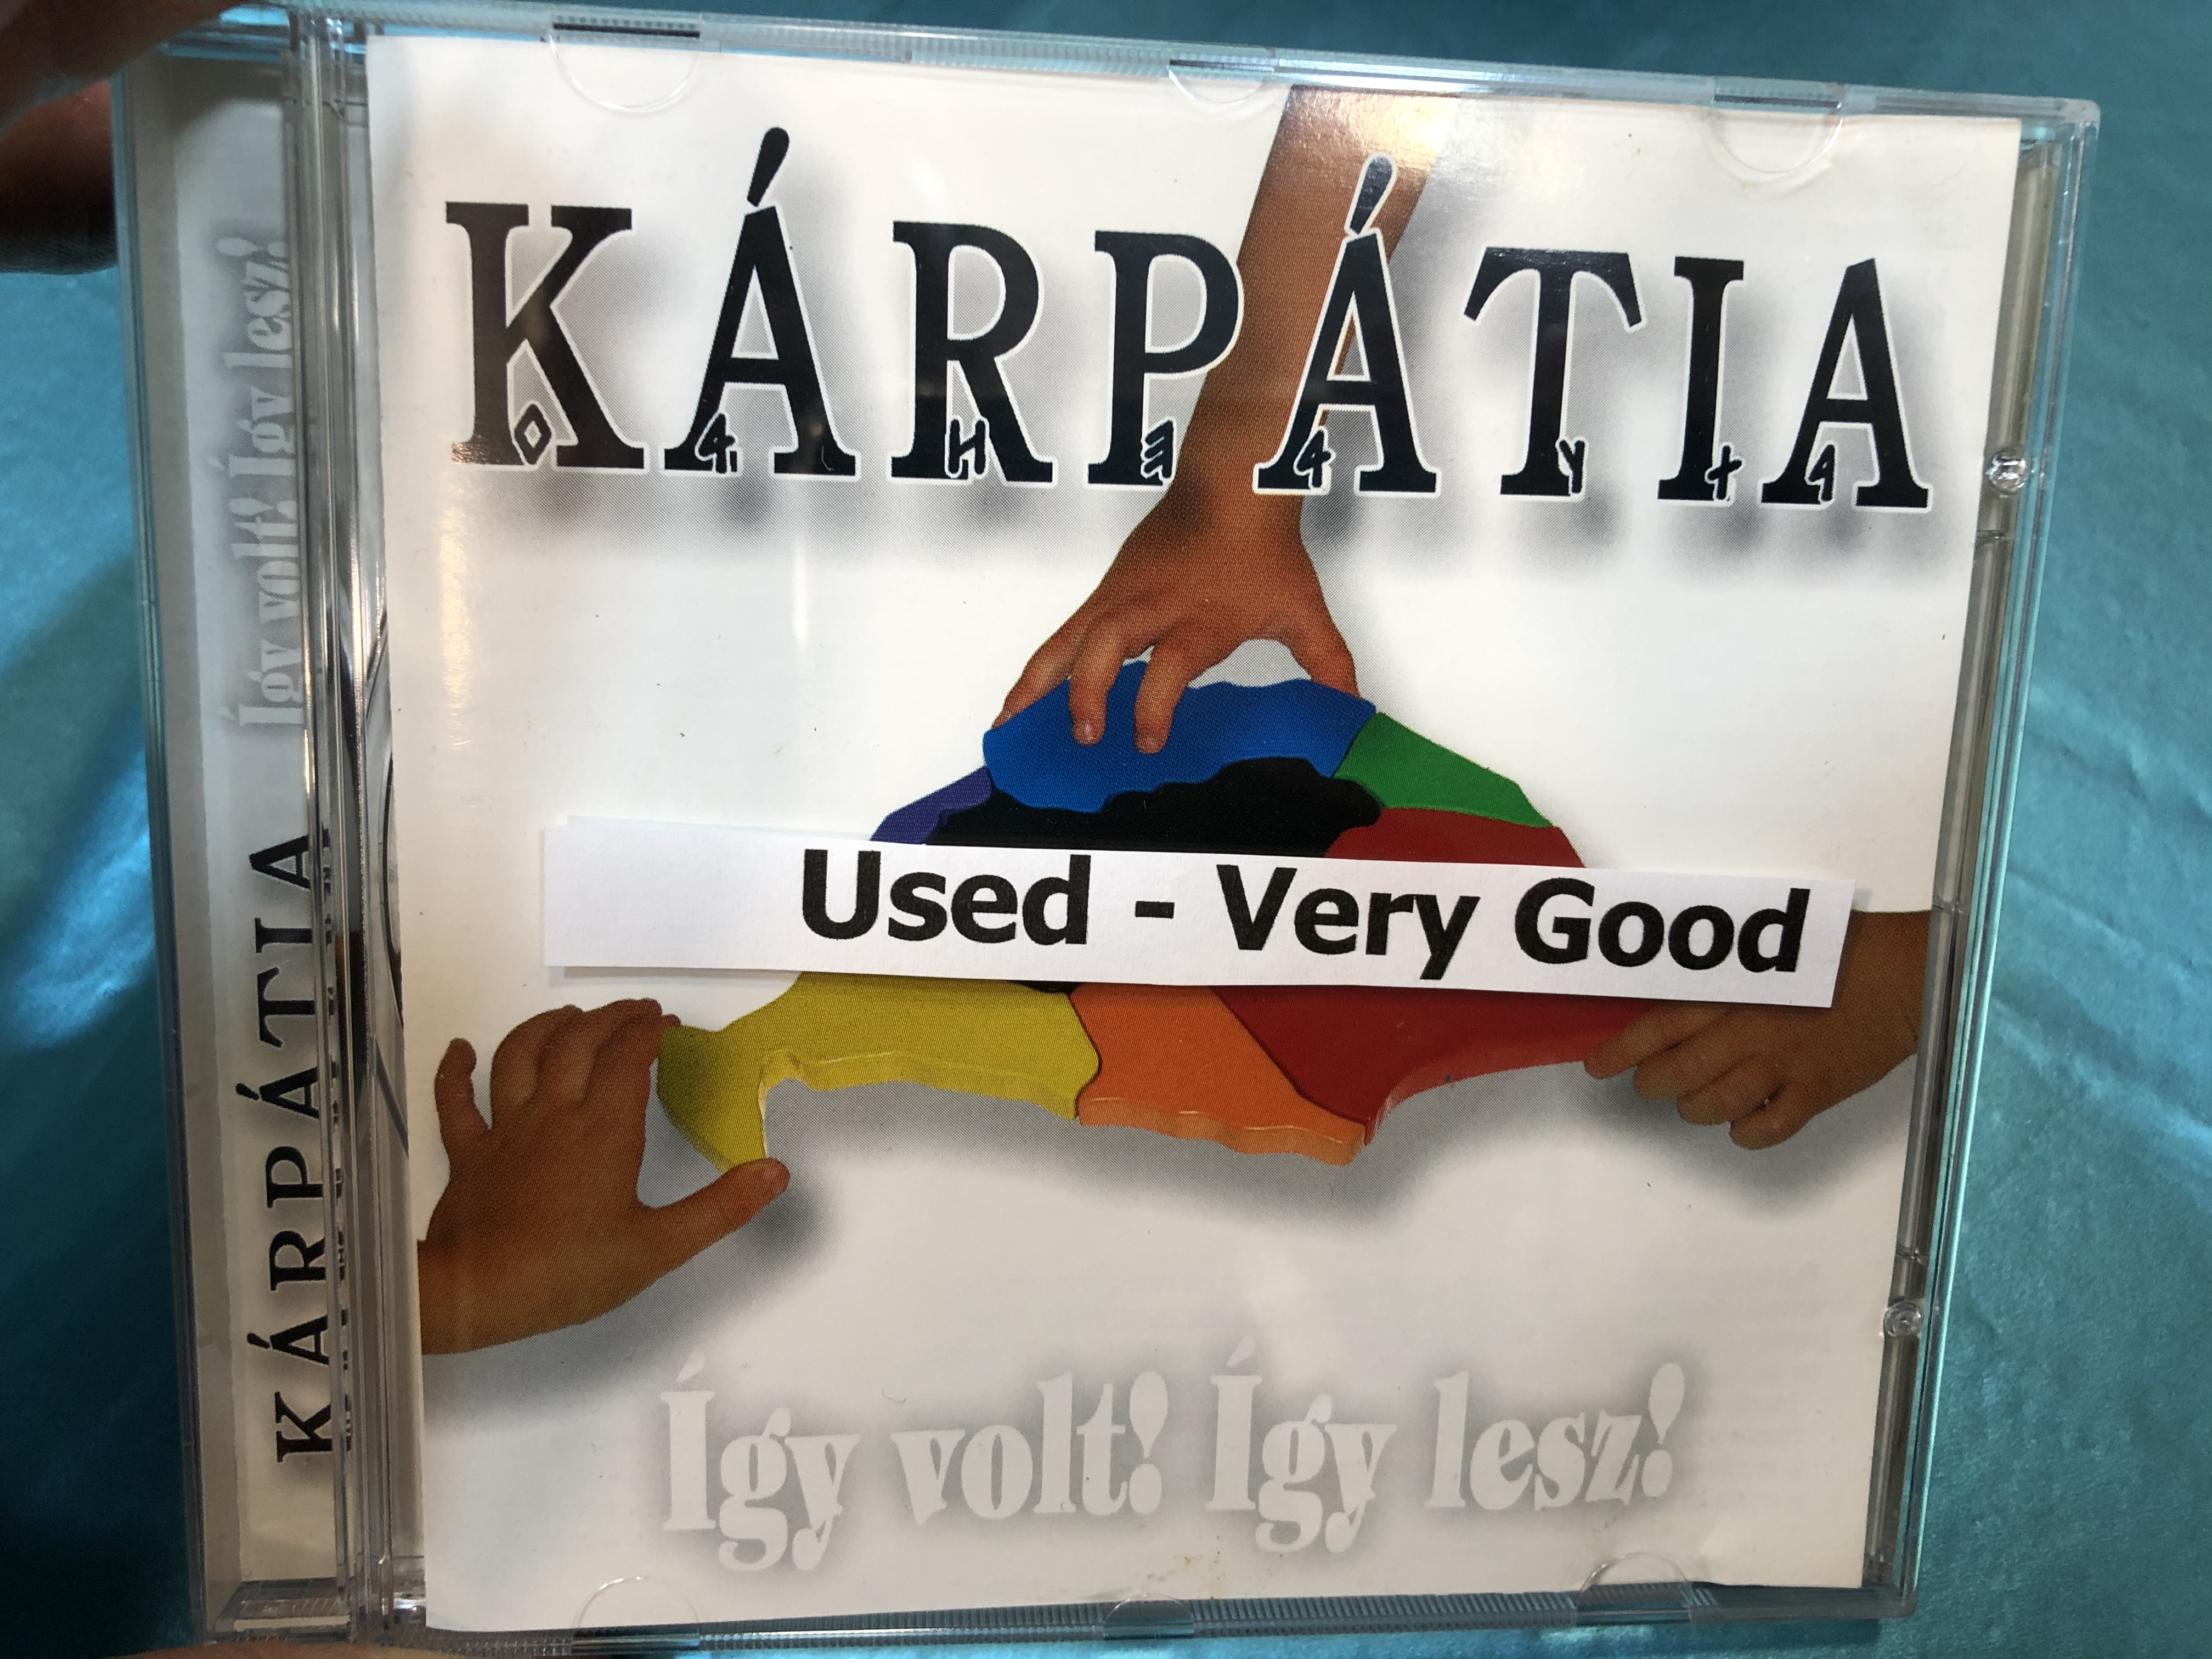 KÁRPÁTIA
Used - Very Good
Így volt! Így lesz!
KÁRPÁTIA
Így volt! Így lesz!